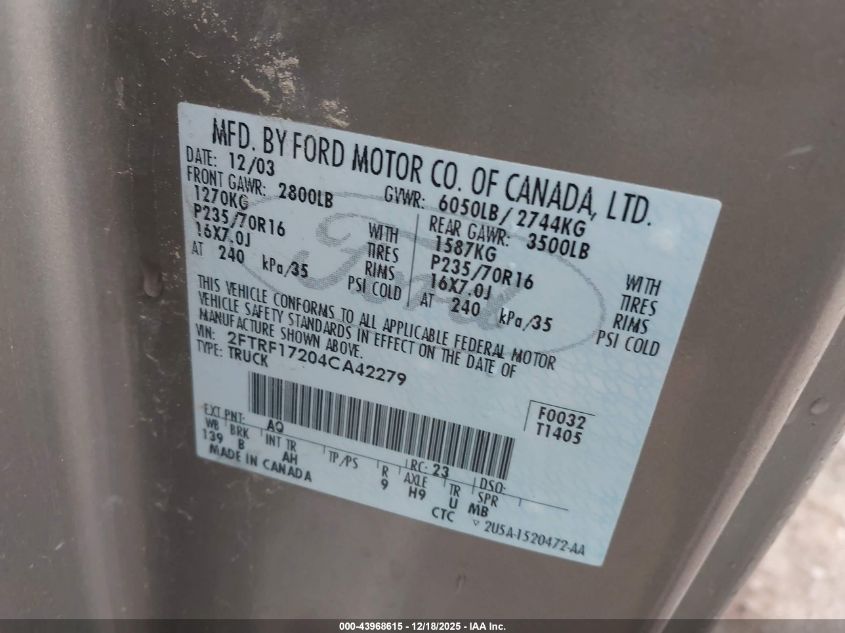 MFD. BY FORD MOTOR CO. OF CANADA, LTD.
DATE: 12/03 GVWR: 6050LB/ 2744KG
FRONT GAWR: 2800LB REAR GAWR: 3500LB
1270KG WITH 1587KG WITH
P235/70R16 TIRES P235/70R16 TIRES
16X7.0J RIMS 16X7.0J RIMS
AT 240 kPa/35 PSI COLD AT 240 kPa/35 PSI COLD
THIS VEHICLE CONFORMS TO ALL APPLICABLE FEDERAL MOTOR
VEHICLE SAFETY STANDARDS IN EFFECT ON THE DATE OF
MANUFACTURE SHOWN ABOVE.
VIN: 2FTRF17204CA42279
TYPE: TRUCK
F0032
T1405
EXT PNT: AQ RC: 23 DSO:
WB BRK INT TR TP/PS R AXLE TR SPR
139 B AH 9 H9 U MB
MADE IN CANADA CTC
2U5A-1520472-AA
Ford
000-43968615 - 12/18/2025 - IAA Inc.